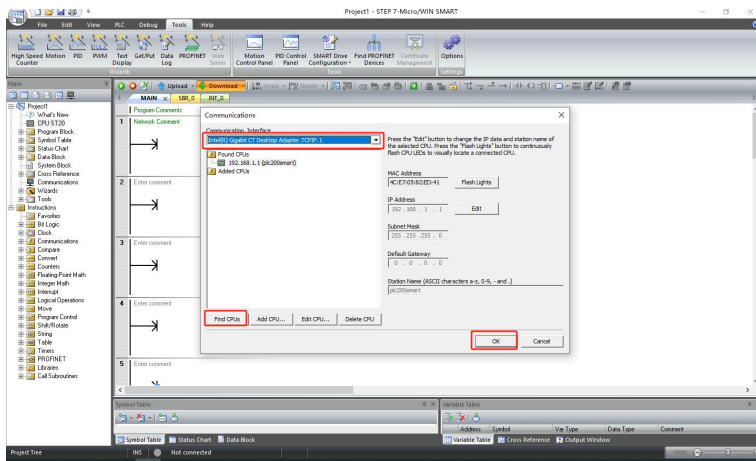 Project1 - STEP 7-Micro/WIN SMART
File Edit View PLC Debug Tools Help
High Speed Counter
Motion
PID
PWM
Text Display
Get/Put
Data Log
PROFINET
Web Server
Motion Control Panel
PID Control Panel
SMART Drive Configuration
Find PROFINET Devices
Certificate Management
Options
Wizards
Tools
Settings
Main
Upload
Download
Insert
Delete
Project1
What's New
CPU ST20
Program Block
Symbol Table
Status Chart
Data Block
System Block
Cross Reference
Communications
Wizards
Tools
Instructions
Favorites
Bit Logic
Clock
Communications
Compare
Convert
Counters
Floating-Point Math
Integer Math
Interrupt
Logical Operations
Move
Program Control
Shift/Rotate
String
Table
Timers
PROFINET
Libraries
Call Subroutines
MAIN SBR_0 INT_0
Program Comments
1 Network Comment
2 Enter comment
3 Enter comment
4 Enter comment
5 Enter comment
Communications
Communication Interface
Intel(R) Gigabit CT Desktop Adapter.TCPIP.1
Found CPUs
192.168.1.1 (plc200smart)
Added CPUs
Find CPUs
Add CPU...
Edit CPU...
Delete CPU
Press the "Edit" button to change the IP data and station name of
the selected CPU. Press the "Flash Lights" button to continuously
flash CPU LEDs to visually locate a connected CPU.
MAC Address
4C:E7:05:82:ED:41
Flash Lights
IP Address
192 . 168 . 1 . 1
Edit
Subnet Mask
255 . 255 . 255 . 0
Default Gateway
0 . 0 . 0 . 0
Station Name (ASCII characters a-z, 0-9, - and .)
plc200smart
OK
Cancel
Symbol Table
Symbol Table Status Chart Data Block
Variable Table
Address Symbol Var Type Data Type Comment
Variable Table Cross Reference Output Window
Project Tree
INS
Not connected
100%